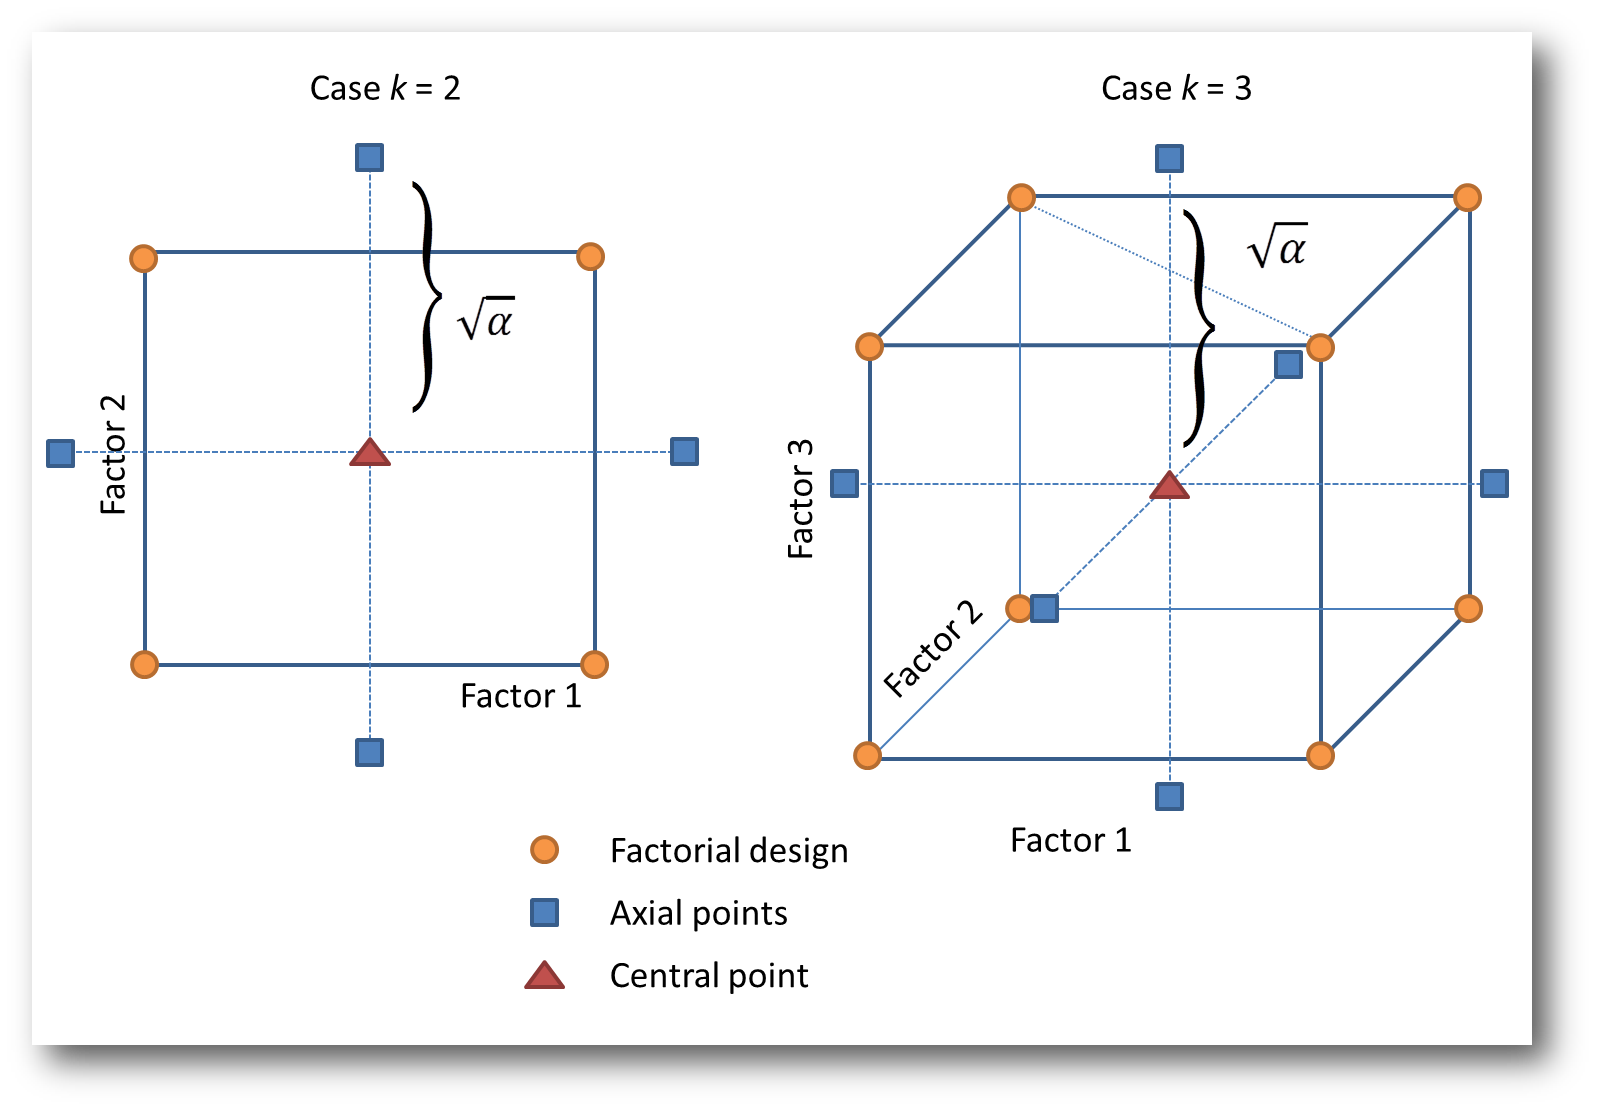 Case k = 2
√α
Factor 2
Factor 1
Case k = 3
√α
Factor 3
Factor 2
Factor 1
Factorial design
Axial points
Central point